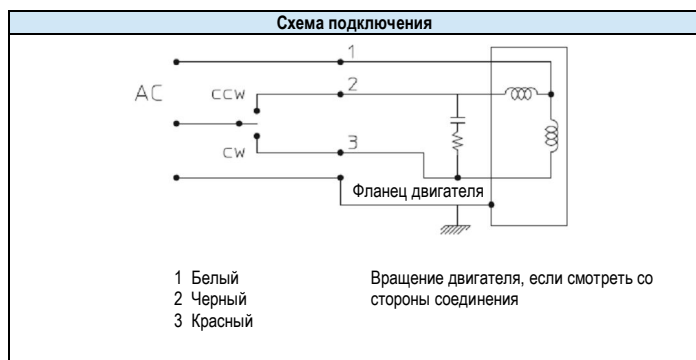 Схема подключения
1
AC
CCW
2
CW
3
Фланец двигателя
1 Белый
2 Черный
3 Красный
Вращение двигателя, если смотреть со
стороны соединения